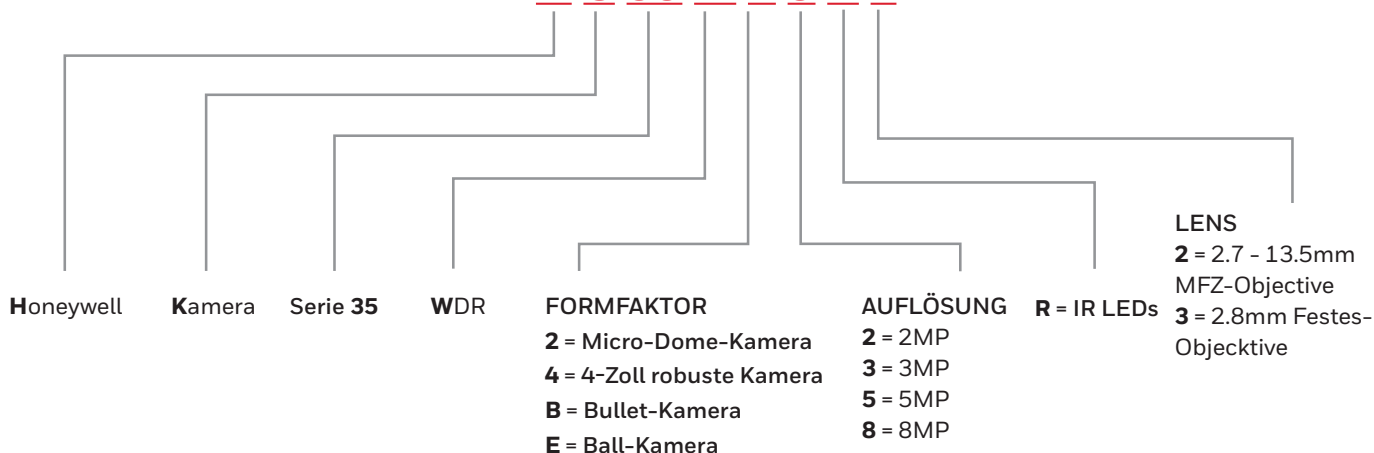 Honeywell
Kamera
Serie 35
WDR
FORMFAKTOR
2 = Micro-Dome-Kamera
4 = 4-Zoll robuste Kamera
B = Bullet-Kamera
E = Ball-Kamera
AUFLÖSUNG
2 = 2MP
3 = 3MP
5 = 5MP
8 = 8MP
R = IR LEDs
LENS
2 = 2.7 - 13.5mm
MFZ-Objective
3 = 2.8mm Festes-
Objecktive